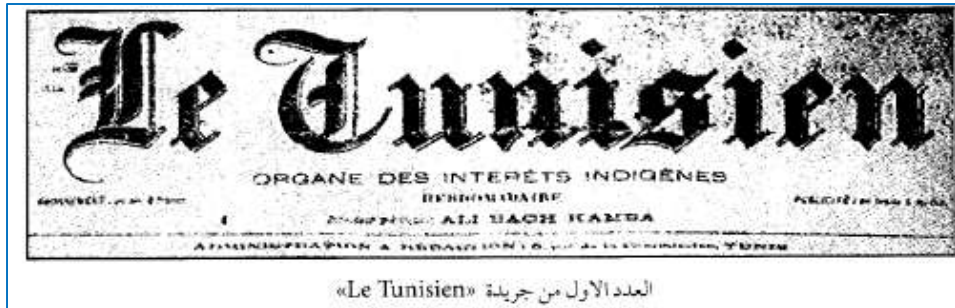 Le Tunisien
ORGANE DES INTERÊTS INDIGÈNES
HEBDOMADAIRE
ALI BACH HAMBA
ADMINISTRATION & RÉDACTION TUNIS
العدد الاول من جريدة «Le Tunisien»